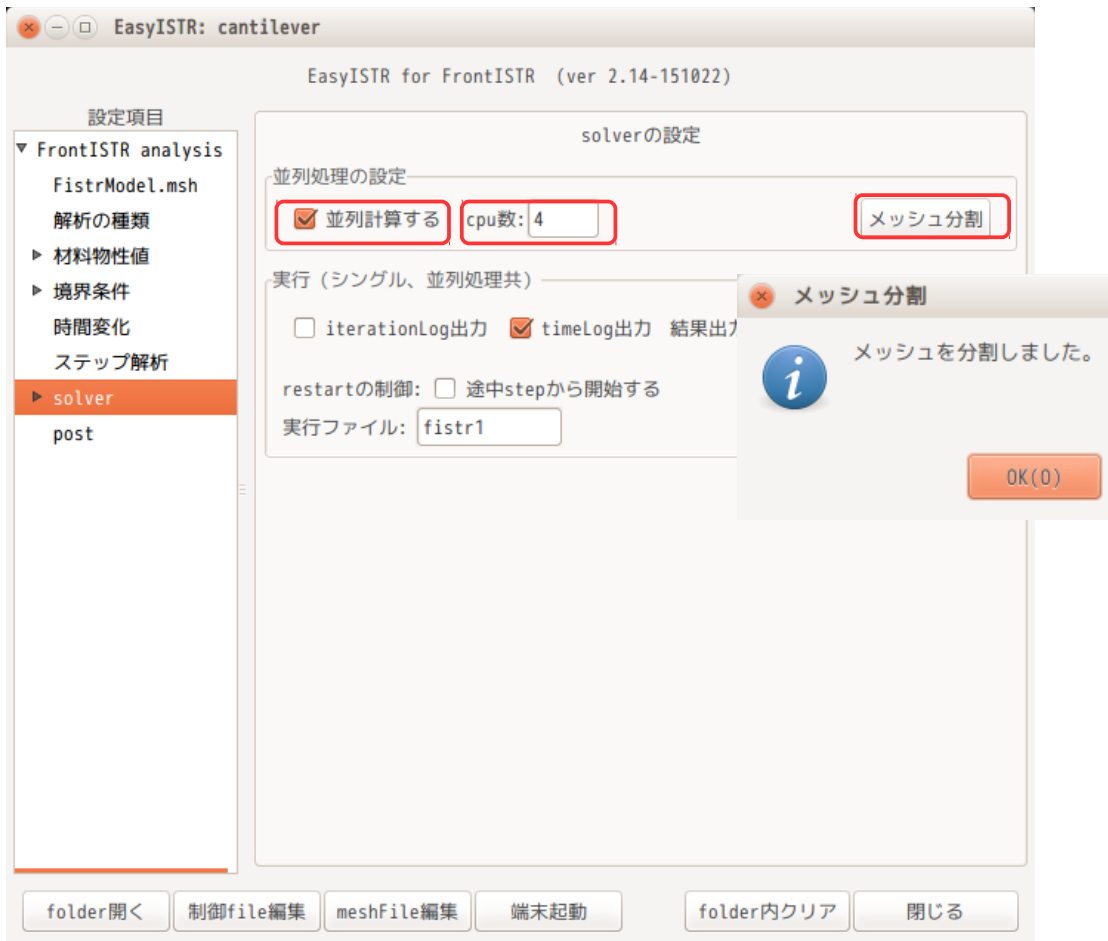 EasyISTR: cantilever
EasyISTR for FrontISTR (ver 2.14-151022)
設定項目
FrontISTR analysis
FistrModel.msh
解析の種類
材料物性値
境界条件
時間変化
ステップ解析
solver
post
solverの設定
並列処理の設定
並列計算する cpu数: 4 メッシュ分割
実行 (シングル、並列処理共)
iterationLog出力 timeLog出力 結果出力
restartの制御: 途中stepから開始する
実行ファイル: fistr1
メッシュ分割
メッシュを分割しました。
OK(O)
folder開く 制御file編集 meshFile編集 端末起動 folder内クリア 閉じる